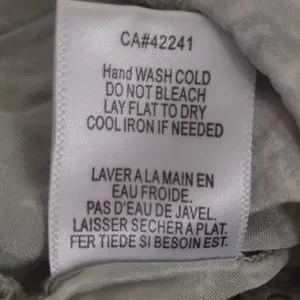 CA#42241
Hand WASH COLD
DO NOT BLEACH
LAY FLAT TO DRY
COOL IRON IF NEEDED
LAVER A LA MAIN EN
EAU FROIDE.
PAS D'EAU DE JAVEL.
LAISSER SECHER A PLAT.
FER TIEDE SI BESOIN EST.